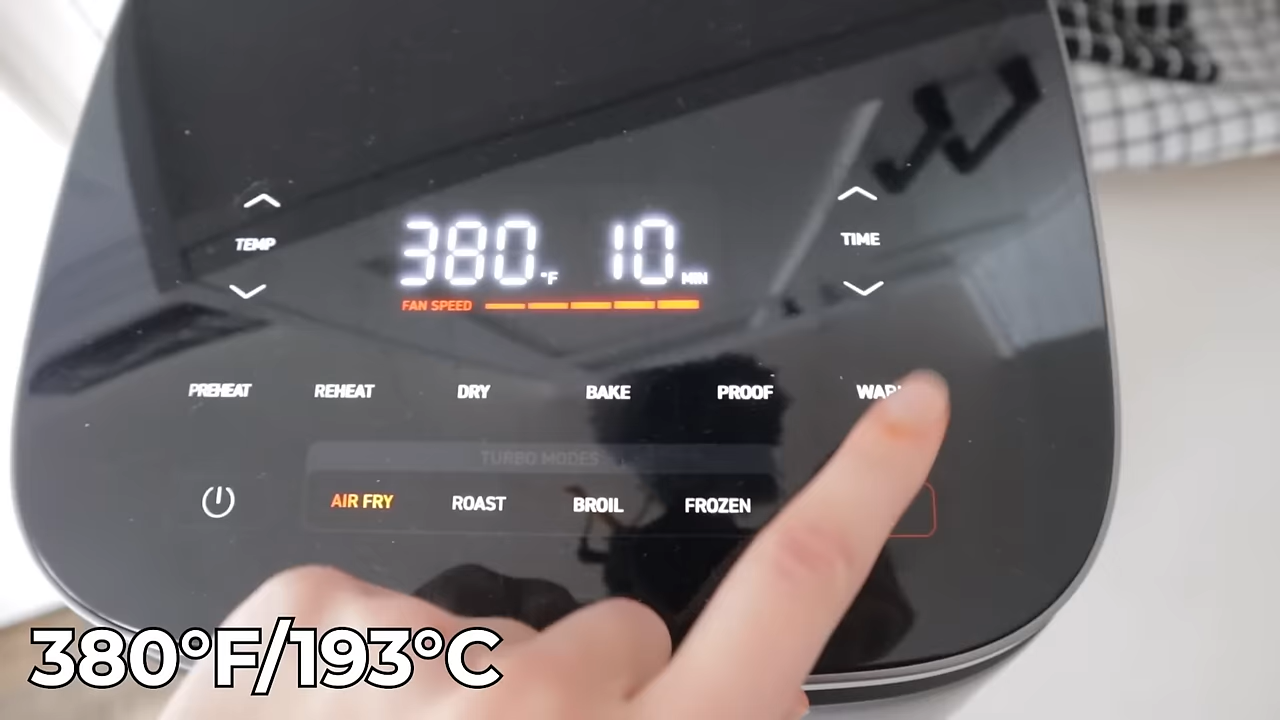 TEMP
380°F 10 MIN
TIME
FAN SPEED
PREHEAT REHEAT DRY BAKE PROOF
TURBO MODES
AIR FRY ROAST BROIL FROZEN
380°F/193°C